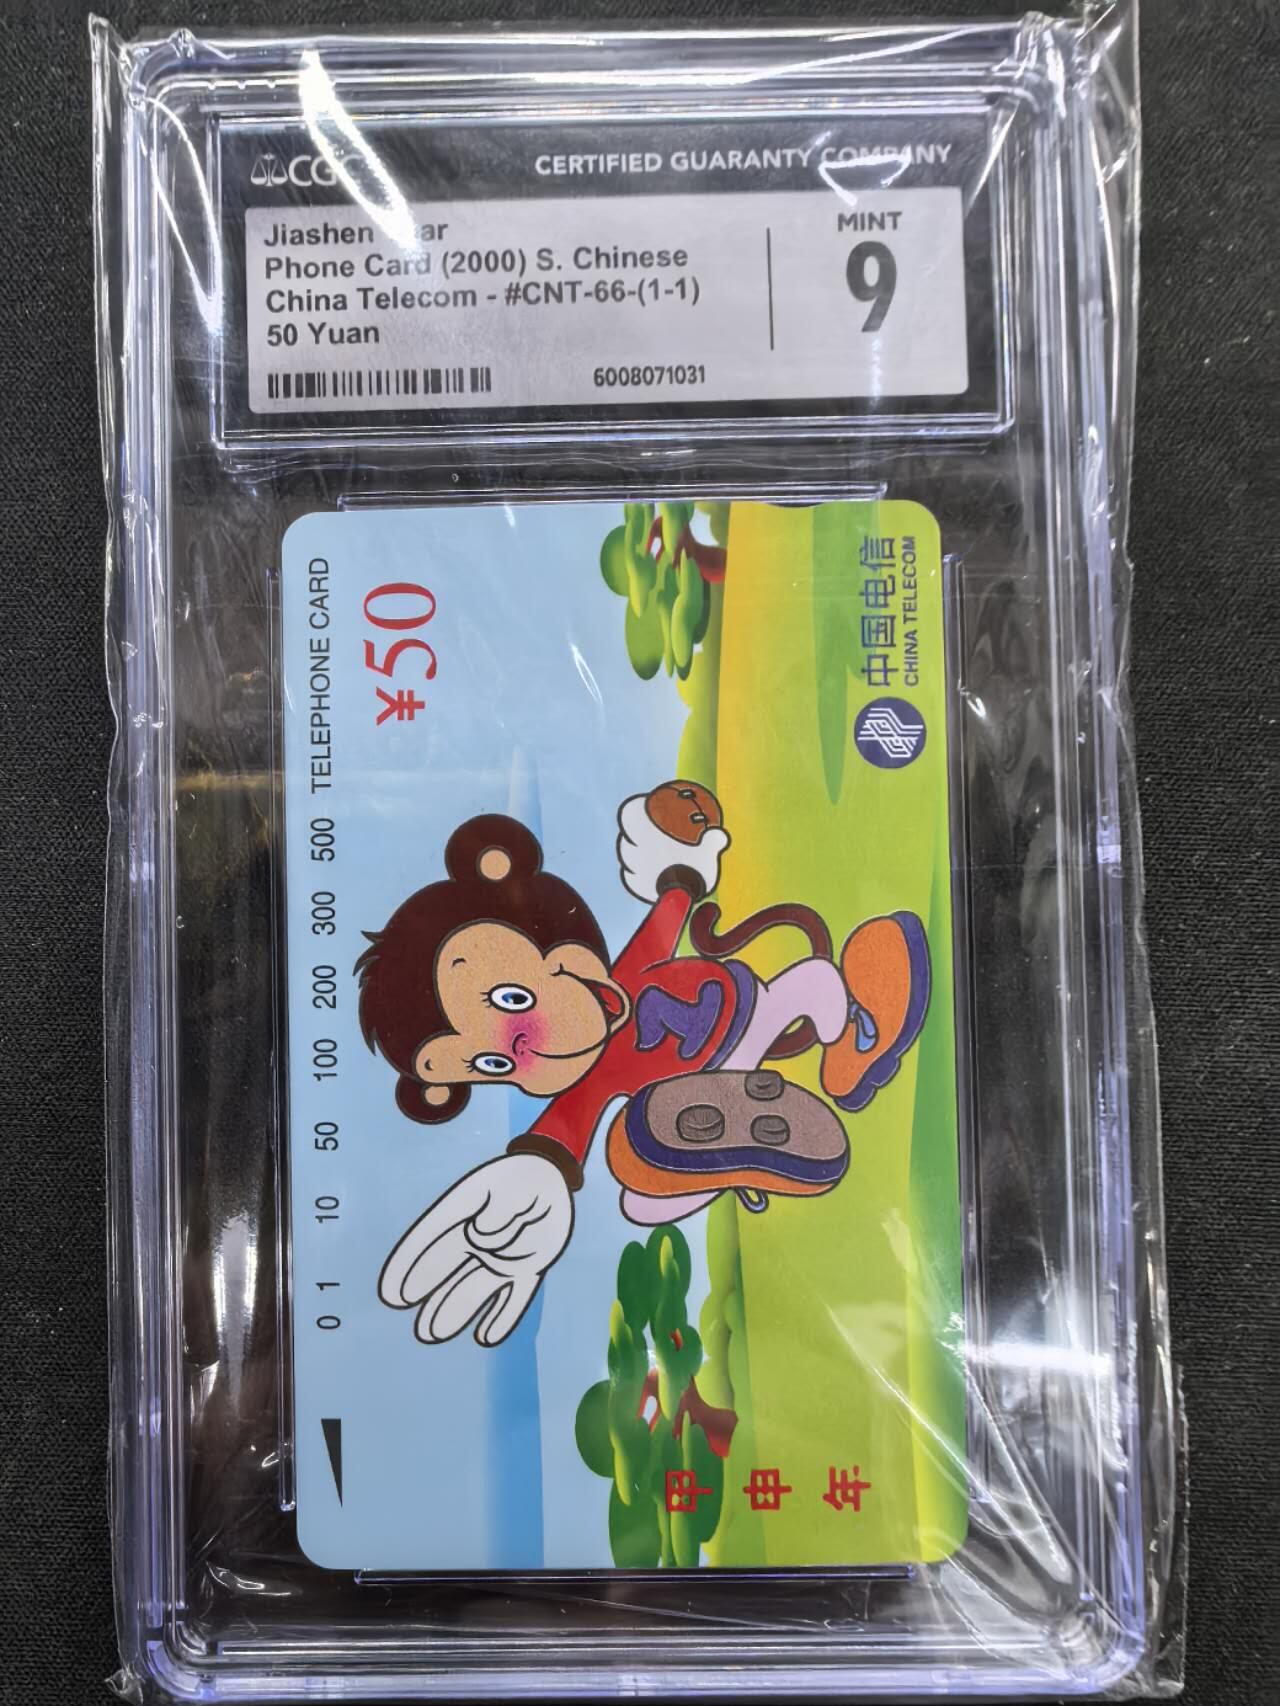 CGC
CERTIFIED GUARANTY COMPANY
Jiashen
Phone Card (2000) S. Chinese
China Telecom - #CNT-66-(1-1)
50 Yuan
MINT
9
6008071031
0 1 10 50 100 200 300 500 TELEPHONE CARD
¥50
甲申年
中国电信
CHINA TELECOM